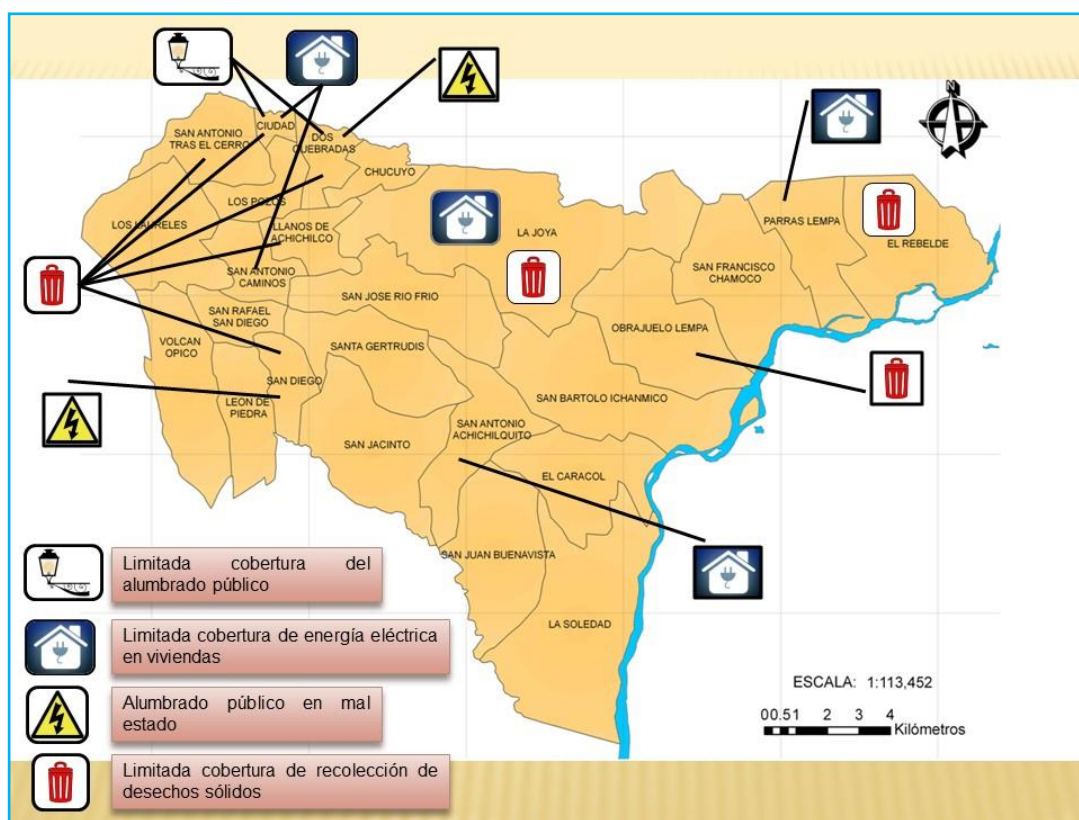 N
SAN ANTONIO
TRAS EL CERRO
CIUDAD
DOS
QUEBRADAS
CHUCUYO
LOS POZOS
LOS LAURELES
LLANOS DE
ACHICHILCO
LA JOYA
PARRAS LEMPA
EL REBELDE
SAN FRANCISCO
CHAMOCO
SAN ANTONIO
CAMINOS
SAN JOSE RIO FRIO
SAN RAFAEL
SAN DIEGO
OBRAJUELO LEMPA
VOLCAN
OPICO
SANTA GERTRUDIS
SAN DIEGO
LEON DE
PIEDRA
SAN BARTOLO ICHANMICO
SAN ANTONIO
ACHICHILQUITO
SAN JACINTO
EL CARACOL
SAN JUAN BUENAVISTA
LA SOLEDAD
Limitada cobertura del
alumbrado público
Limitada cobertura de energía eléctrica
en viviendas
Alumbrado público en mal
estado
Limitada cobertura de recolección de
desechos sólidos
ESCALA: 1:113,452
00.51 2 3 4
Kilómetros